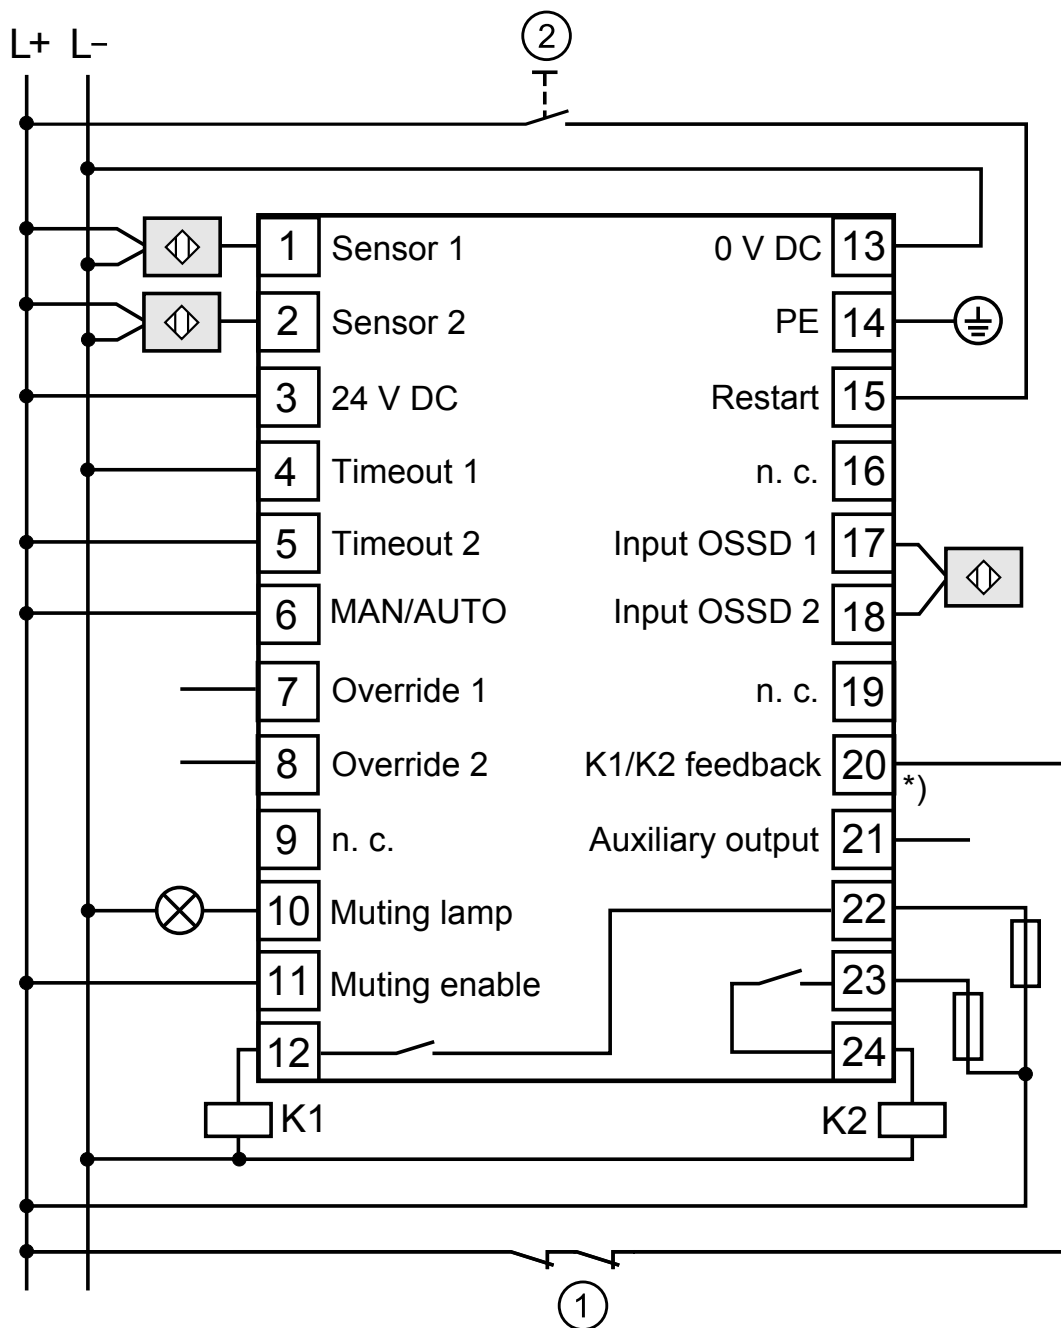 2
L+ L−
1 Sensor 1 0 V DC 13
2 Sensor 2 PE 14
3 24 V DC Restart 15
4 Timeout 1 n. c. 16
5 Timeout 2 Input OSSD 1 17
6 MAN/AUTO Input OSSD 2 18
7 Override 1 n. c. 19
8 Override 2 K1/K2 feedback 20
*)
9 n. c. Auxiliary output 21
10 Muting lamp 22
11 Muting enable 23
12 24
K1 K2
1